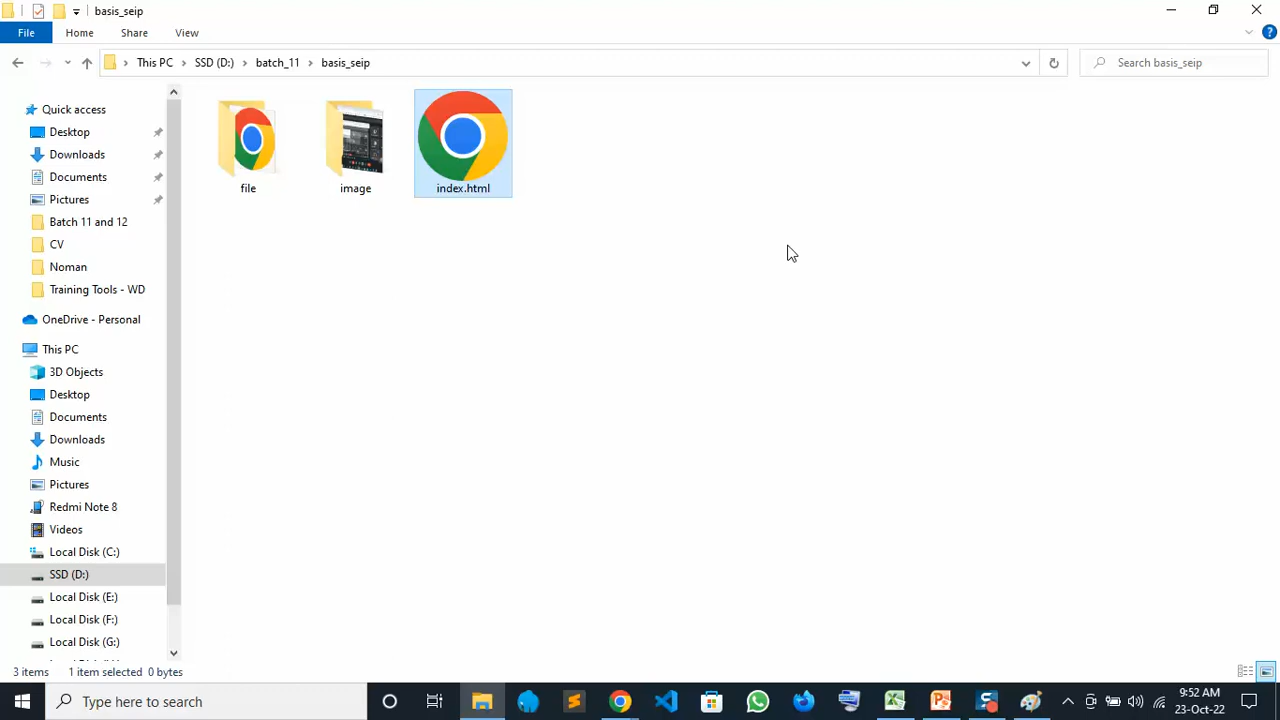 basis_seip
File Home Share View
This PC SSD (D:) batch_11 basis_seip
Search basis_seip
Quick access
Desktop
Downloads
Documents
Pictures
Batch 11 and 12
CV
Noman
Training Tools - WD
OneDrive - Personal
This PC
3D Objects
Desktop
Documents
Downloads
Music
Pictures
Redmi Note 8
Videos
Local Disk (C:)
SSD (D:)
Local Disk (E:)
Local Disk (F:)
Local Disk (G:)
file image index.html
3 items 1 item selected 0 bytes
Type here to search
9:52 AM
23-Oct-22